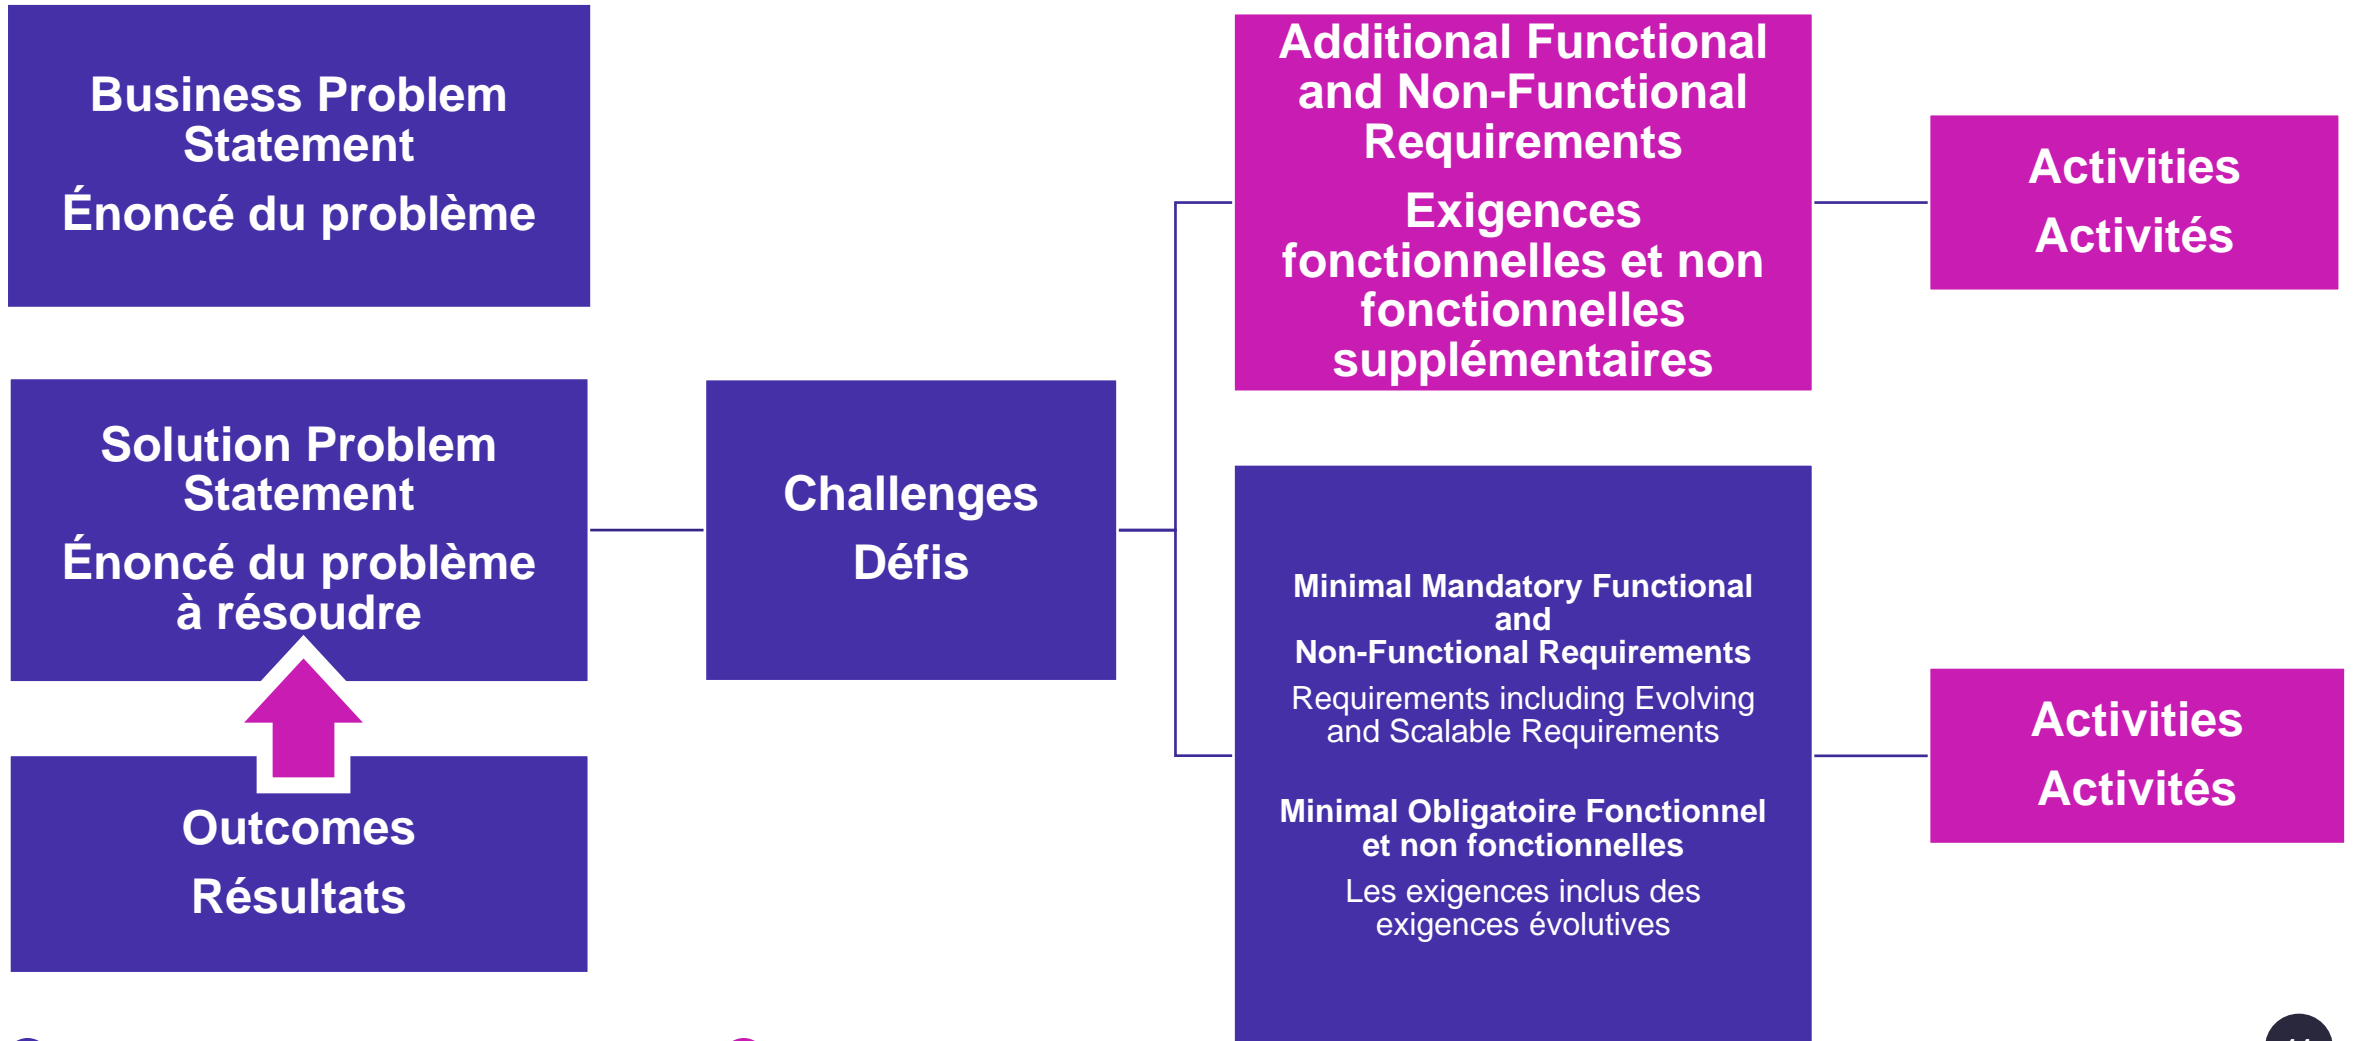 Business Problem
Statement
Énoncé du problème
Solution Problem
Statement
Énoncé du problème
à résoudre
Outcomes
Résultats
Challenges
Défis
Additional Functional
and Non-Functional
Requirements
Exigences
fonctionnelles et non
fonctionnelles
supplémentaires
Activities
Activités
Minimal Mandatory Functional
and
Non-Functional Requirements
Requirements including Evolving
and Scalable Requirements
Minimal Obligatoire Fonctionnel
et non fonctionnelles
Les exigences inclus des
exigences évolutives
Activities
Activités